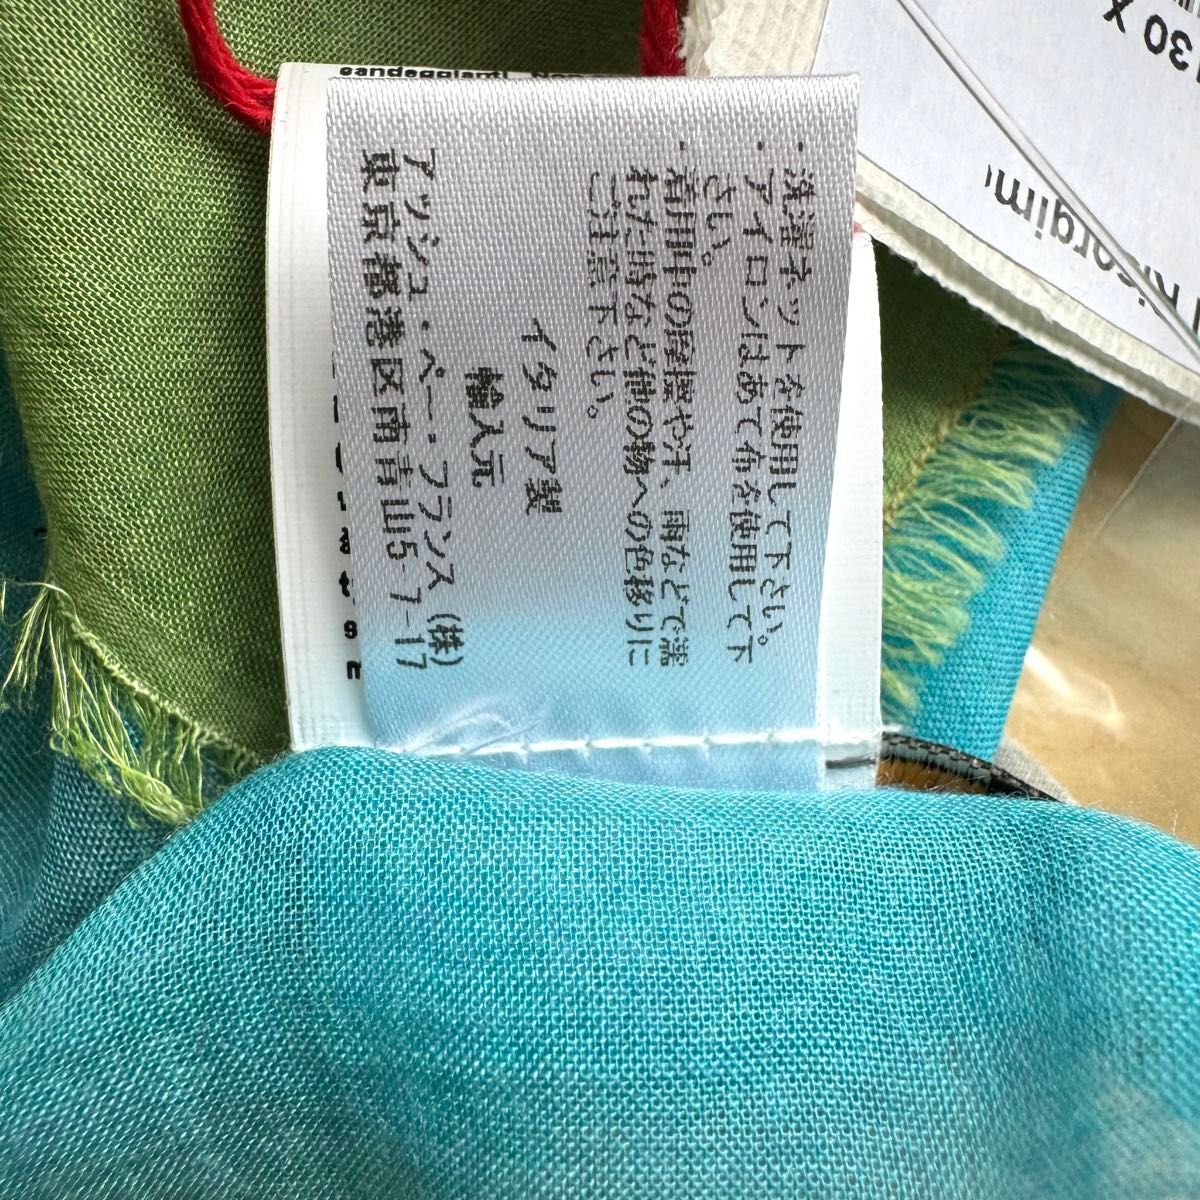 ・洗濯ネットを使用して下さい。
・アイロンはあて布を使用して下
さい。
・着用中の摩擦や汗、雨などで濡
れた時など他の物への色移りに
ご注意下さい。
イタリア製
輸入元
アッシュ・ペー・フランス(株)
東京都港区南青山5-7-17
candeggianti
130 X